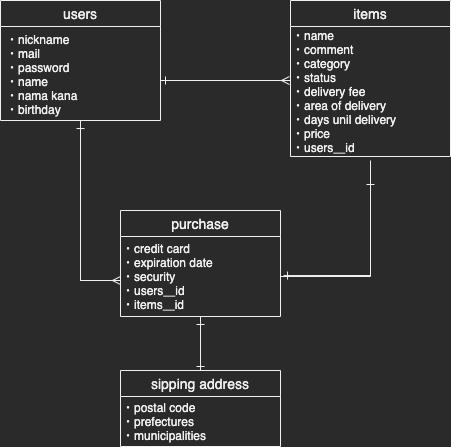 users
・nickname
・mail
・password
・name
・nama kana
・birthday
items
・name
・comment
・category
・status
・delivery fee
・area of delivery
・days unil delivery
・price
・users__id
purchase
・credit card
・expiration date
・security
・users__id
・items__id
sipping address
・postal code
・prefectures
・municipalities